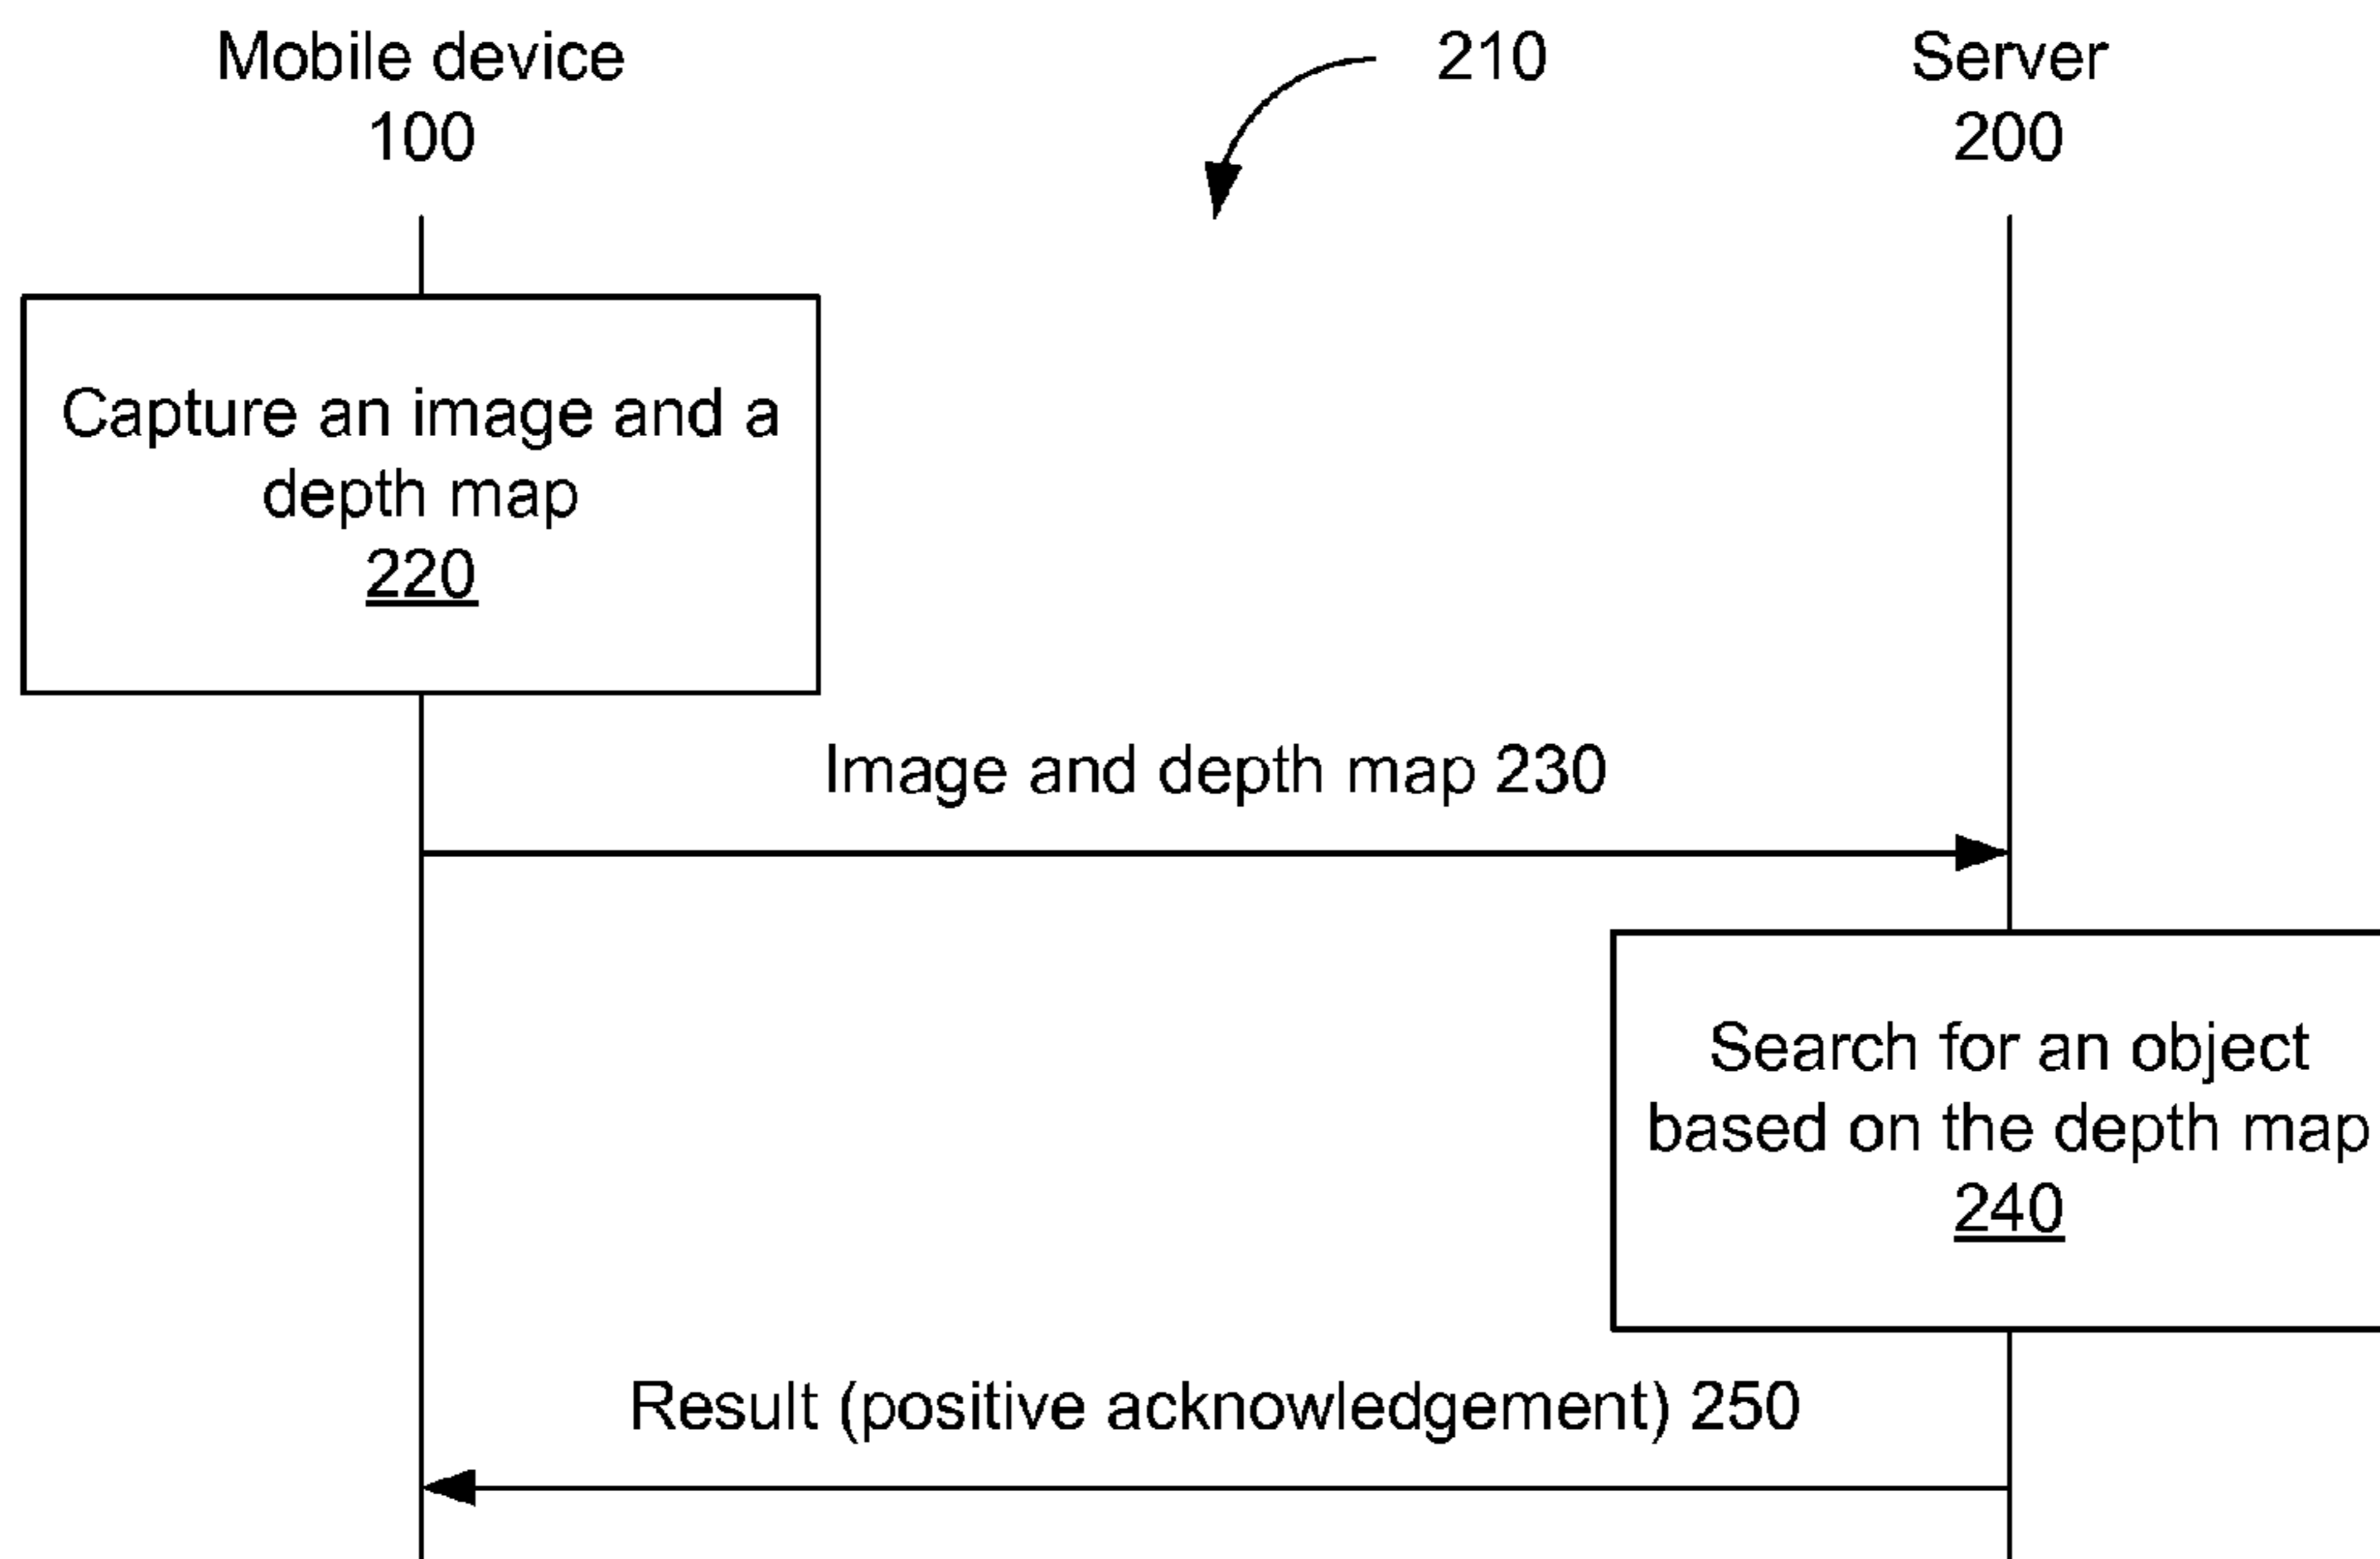 Mobile device
100
210
Server
200
Capture an image and a
depth map
220
Image and depth map 230
Search for an object
based on the depth map
240
Result (positive acknowledgement) 250